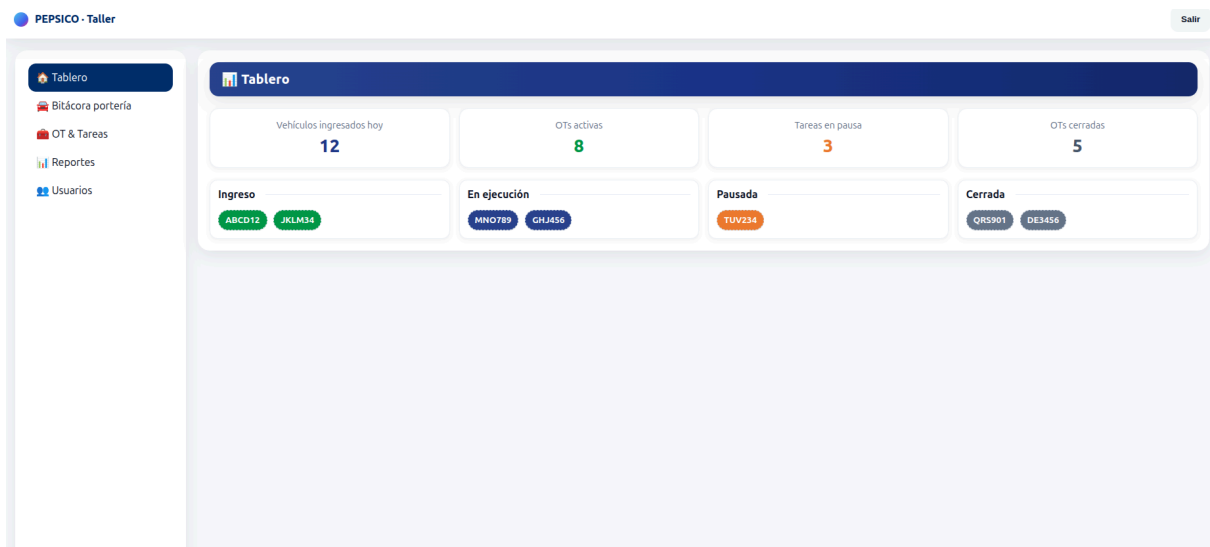 PEPSICO · Taller
Salir
Tablero
Bitácora portería
OT & Tareas
Reportes
Usuarios
Tablero
Vehículos ingresados hoy
12
OTs activas
8
Tareas en pausa
3
OTs cerradas
5
Ingreso
ABCD12 JKLM34
En ejecución
MNO789 GHJ456
Pausada
TUV234
Cerrada
QRS901 DE3456